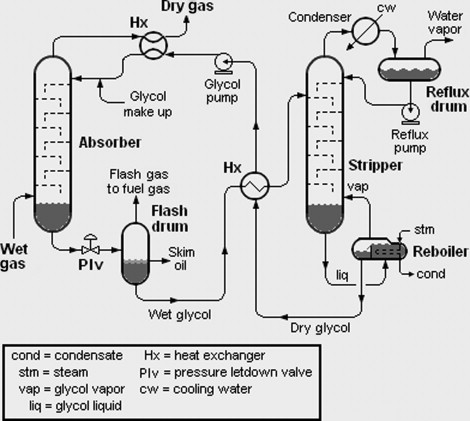 Hx
Dry gas
Glycol
pump
Glycol
make up
Absorber
Wet
gas
Plv
Flash gas
to fuel gas
Flash
drum
Skim
oil
Wet glycol
Hx
Dry glycol
Condenser
cw
Water
vapor
Reflux
drum
Reflux
pump
Stripper
vap
stm
Reboiler
cond
liq
cond = condensate
stm = steam
vap = glycol vapor
liq = glycol liquid
Hx = heat exchanger
Plv = pressure letdown valve
cw = cooling water